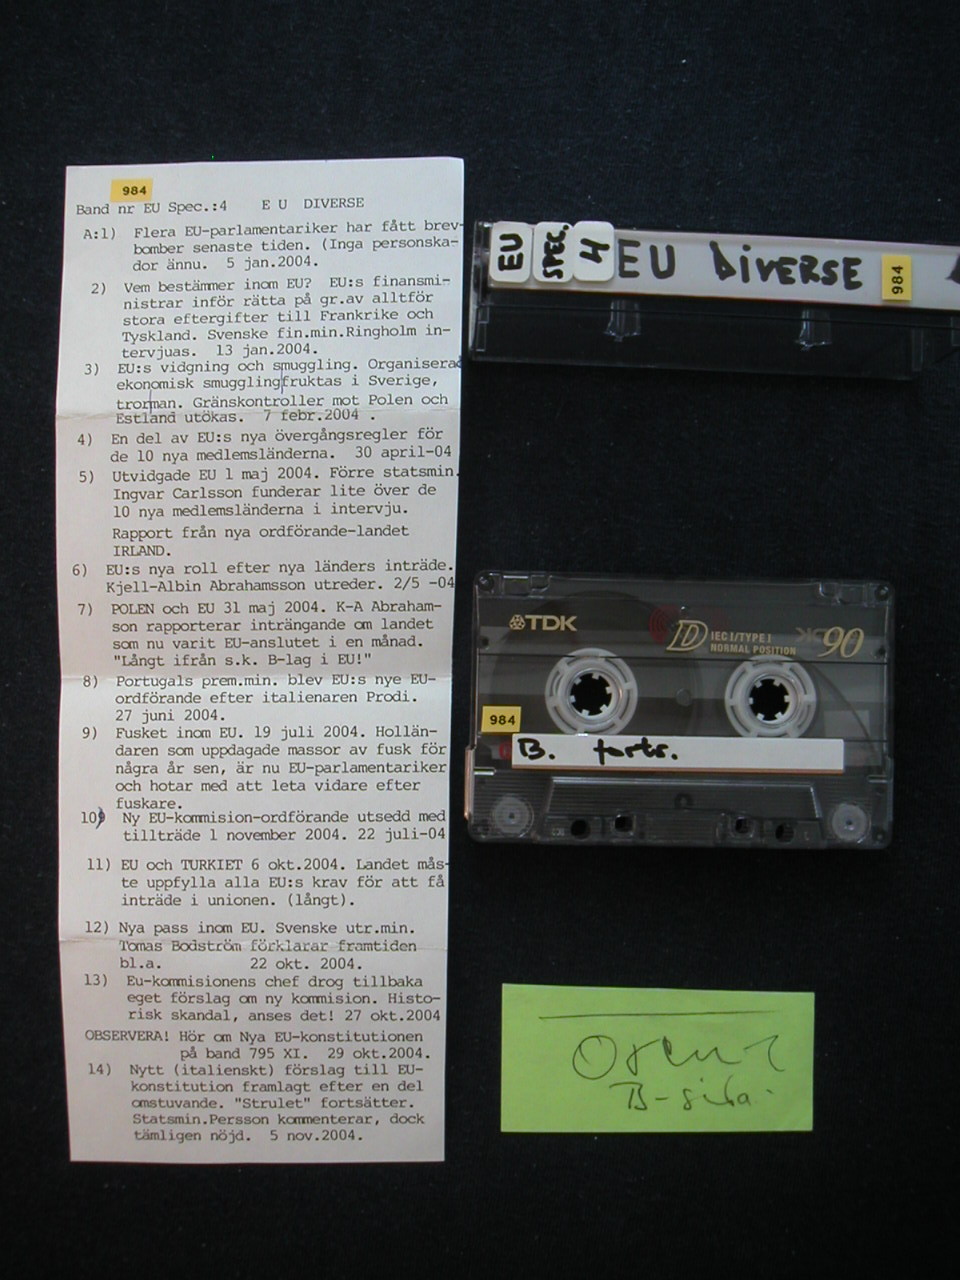 984
Band nr EU Spec.:4 E U DIVERSE
A:1) Flera EU-parlamentariker har fått brev-
bomber senaste tiden. (Inga personska-
dor ännu. 5 jan.2004.
2) Vem bestämmer inom EU? EU:s finansmi-
nistrar inför rätta på gr.av alltför
stora eftergifter till Frankrike och
Tyskland. Svenske fin.min.Ringholm in-
tervjuas. 13 jan.2004.
3) EU:s vidgning och smuggling. Organiserad
ekonomisk smuggling fruktas i Sverige,
tror man. Gränskontroller mot Polen och
Estland utökas. 7 febr.2004 .
4) En del av EU:s nya övergångsregler för
de 10 nya medlemsländerna. 30 april-04
5) Utvidgade EU 1 maj 2004. Förre statsmin.
Ingvar Carlsson funderar lite över de
10 nya medlemsländerna i intervju.
Rapport från nya ordförande-landet
IRLAND.
6) EU:s nya roll efter nya länders inträde.
Kjell-Albin Abrahamsson utreder. 2/5 -04
7) POLEN och EU 31 maj 2004. K-A Abraham-
son rapporterar inträngande om landet
som nu varit EU-anslutet i en månad.
"Långt ifrån s.k. B-lag i EU!"
8) Portugals prem.min. blev EU:s nye EU-
ordförande efter italienaren Prodi.
27 juni 2004.
9) Fusket inom EU. 19 juli 2004. Hollän-
daren som uppdagade massor av fusk för
några år sen, är nu EU-parlamentariker
och hotar med att leta vidare efter
fuskare.
10) Ny EU-kommision-ordförande utsedd med
tillträde 1 november 2004. 22 juli-04
11) EU och TURKIET 6 okt.2004. Landet mås-
te uppfylla alla EU:s krav för att få
inträde i unionen. (långt).
12) Nya pass inom EU. Svenske utr.min.
Tomas Bodström förklarar framtiden
bl.a. 22 okt. 2004.
13) Eu-kommisionens chef drog tillbaka
eget förslag om ny kommision. Histo-
risk skandal, anses det! 27 okt.2004
OBSERVERA! Hör om Nya EU-konstitutionen
på band 795 XI. 29 okt.2004.
14) Nytt (italienskt) förslag till EU-
konstitution framlagt efter en del
omstuvande. "Strulet" fortsätter.
Statsmin.Persson kommenterar, dock
tämligen nöjd. 5 nov.2004.
EU SPEC. 4 EU DIVERSE 984
TDK D IEC I/TYPE I 90
NORMAL POSITION
984
B. forts.
B-sida